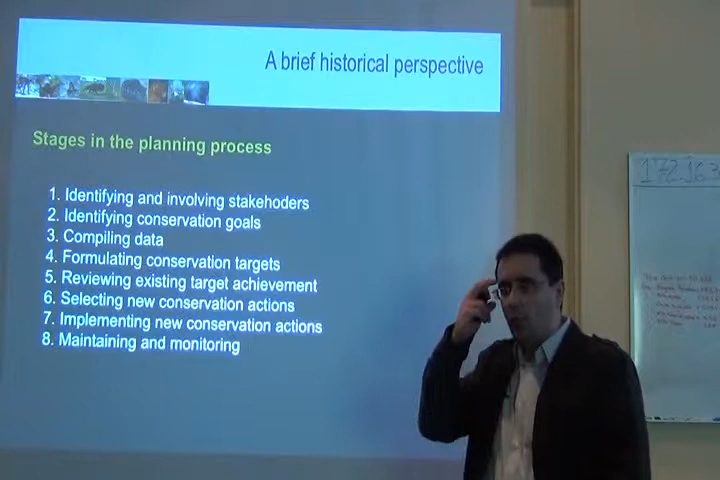 A brief historical perspective
Stages in the planning process
1. Identifying and involving stakehoders
2. Identifying conservation goals
3. Compiling data
4. Formulating conservation targets
5. Reviewing existing target achievement
6. Selecting new conservation actions
7. Implementing new conservation actions
8. Maintaining and monitoring
172.163